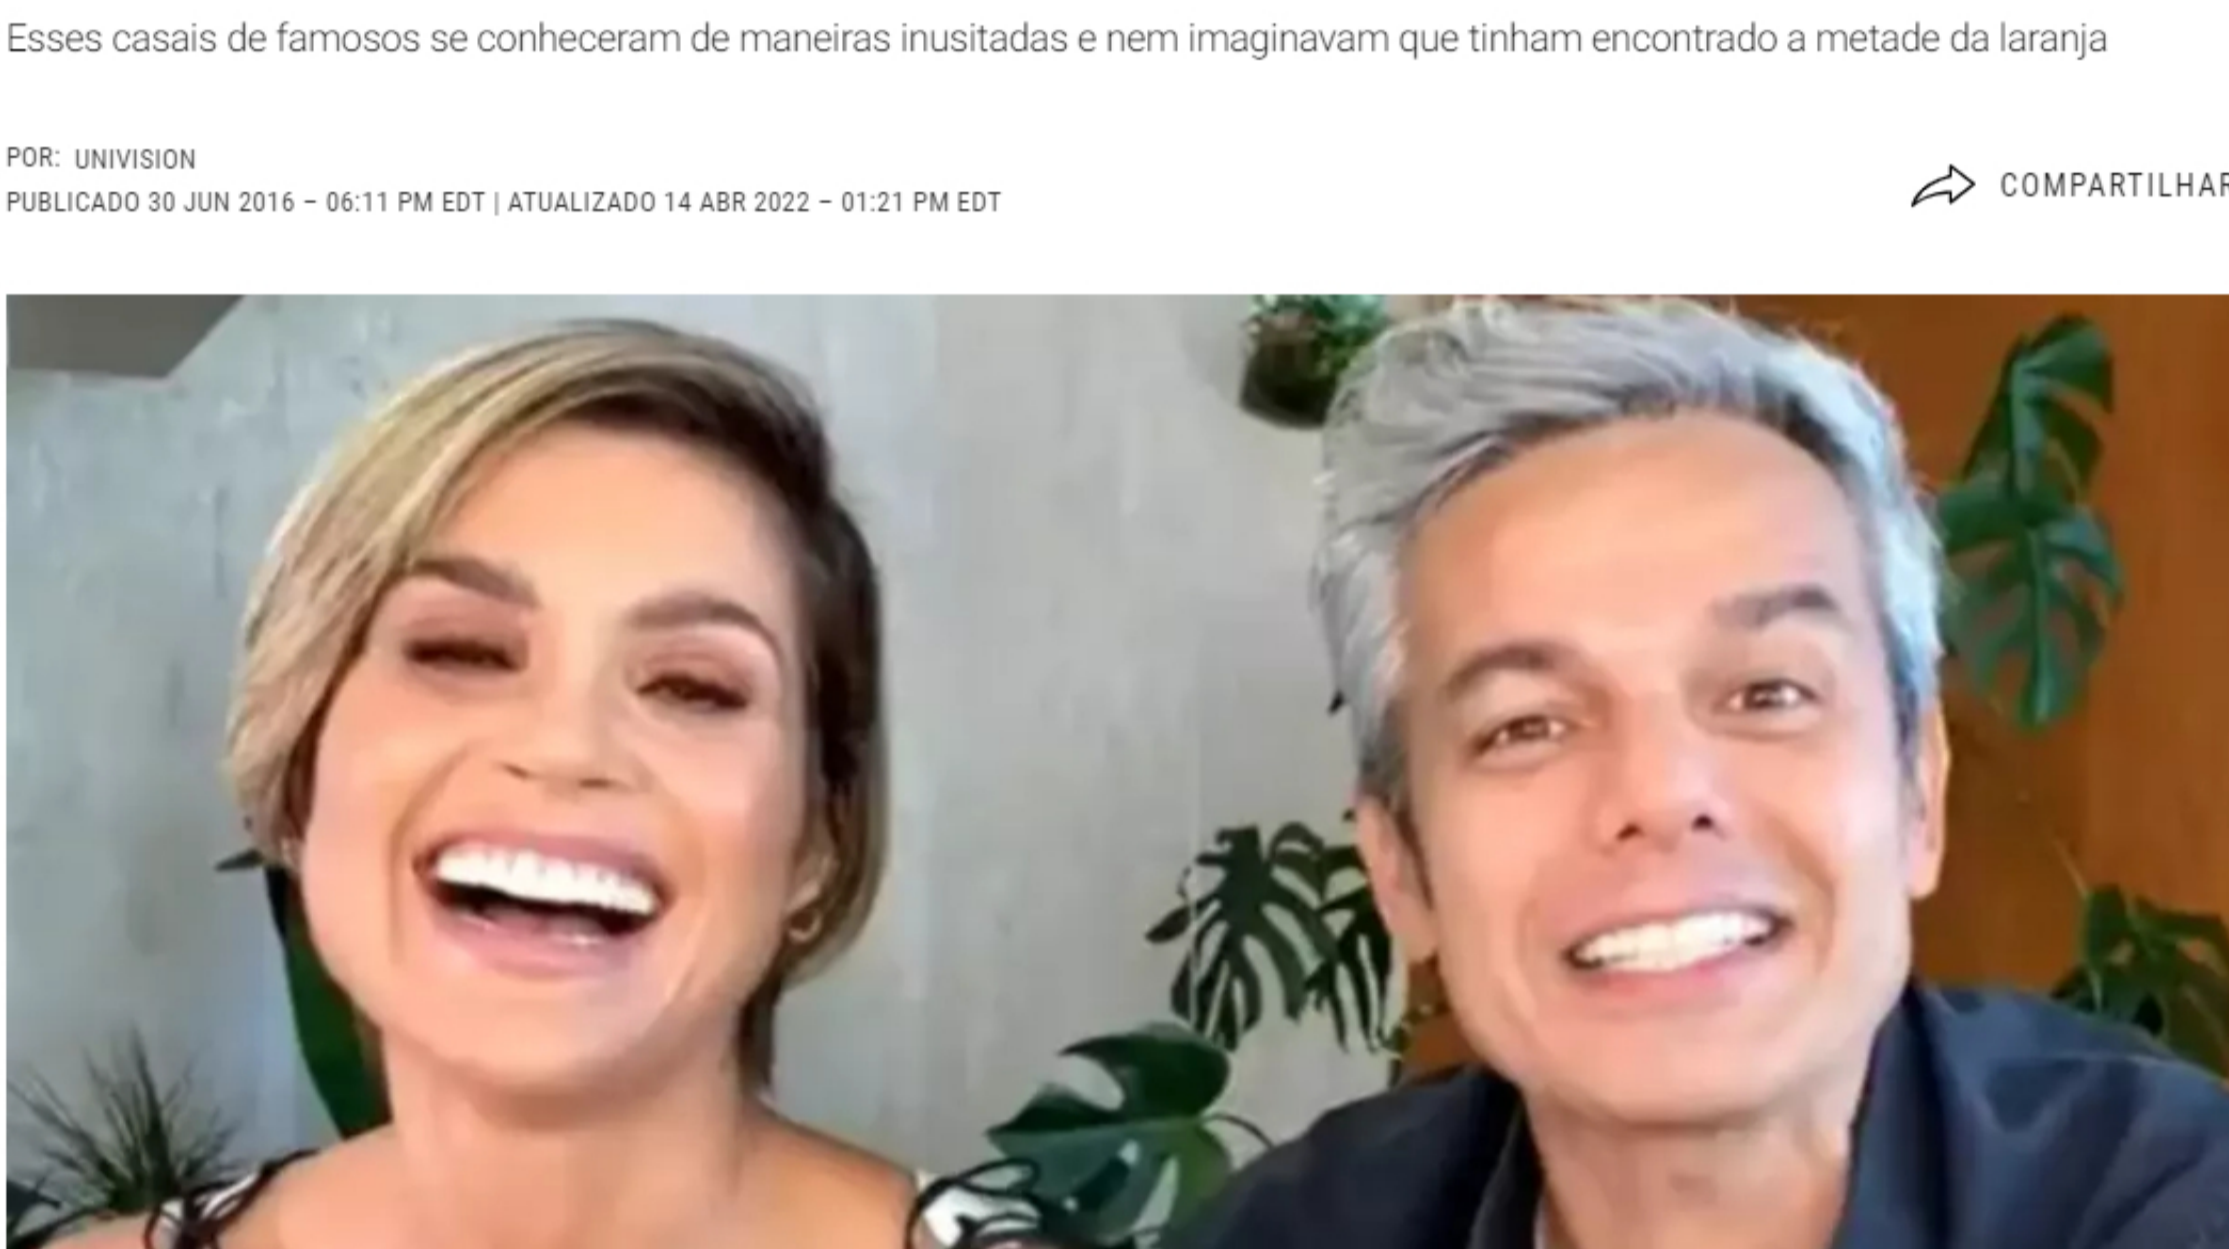 Esses casais de famosos se conheceram de maneiras inusitadas e nem imaginavam que tinham encontrado a metade da laranja
POR: UNIVISION
PUBLICADO 30 JUN 2016 – 06:11 PM EDT | ATUALIZADO 14 ABR 2022 – 01:21 PM EDT
COMPARTILHAR